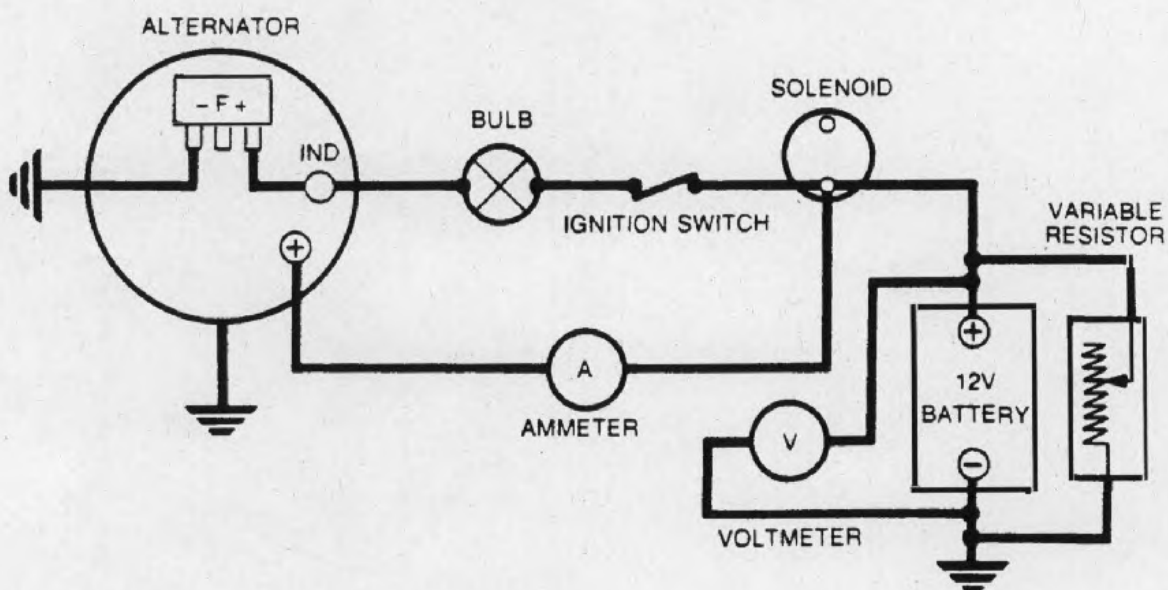 ALTERNATOR
- F +
IND
+
BULB
IGNITION SWITCH
SOLENOID
VARIABLE
RESISTOR
A
AMMETER
V
VOLTMETER
+
12V
BATTERY
-